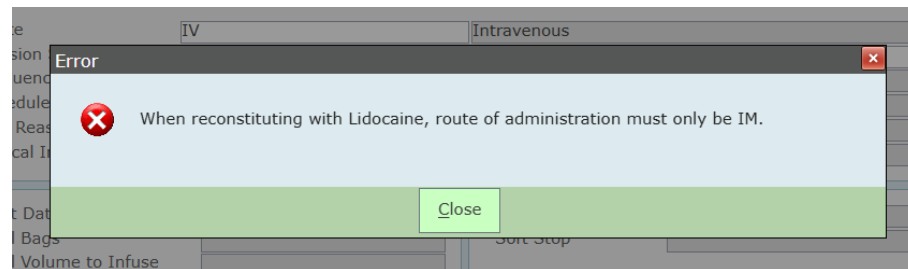 IV Intravenous
Error
When reconstituting with Lidocaine, route of administration must only be IM.
Close
Volume to Infuse